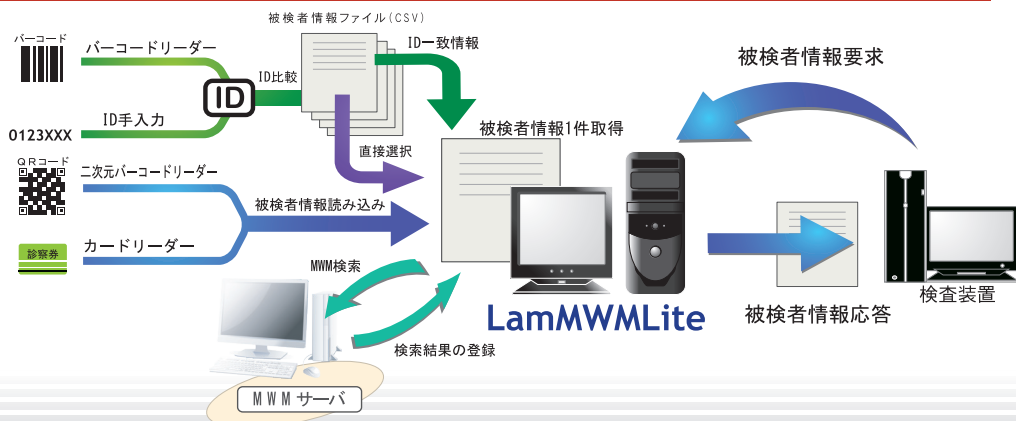 被検者情報ファイル(CSV)
バーコード
バーコードリーダー
ID一致情報
被検者情報要求
ID比較
ID
ID手入力
0123XXX
被検者情報1件取得
直接選択
QRコード
二次元バーコードリーダー
被検者情報読み込み
診察券
カードリーダー
MWM検索
検査装置
LamMWMLite
被検者情報応答
検索結果の登録
MWMサーバ